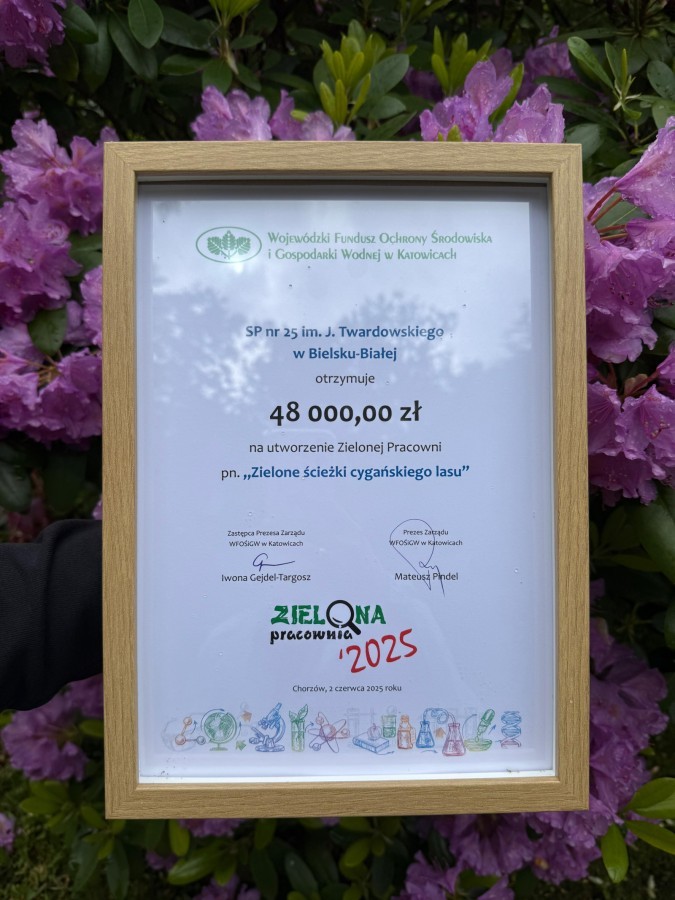 Wojewódzki Fundusz Ochrony Środowiska
i Gospodarki Wodnej w Katowicach
SP nr 25 im. J. Twardowskiego
w Bielsku-Białej
otrzymuje
48 000,00 zł
na utworzenie Zielonej Pracowni
pn. „Zielone ścieżki cygańskiego lasu”
Zastępca Prezesa Zarządu
WFOŚiGW w Katowicach
Iwona Gejdel-Targosz
Prezes Zarządu
WFOŚiGW w Katowicach
Mateusz Pindel
ZIELONA
pracownia
'2025
Chorzów, 2 czerwca 2025 roku